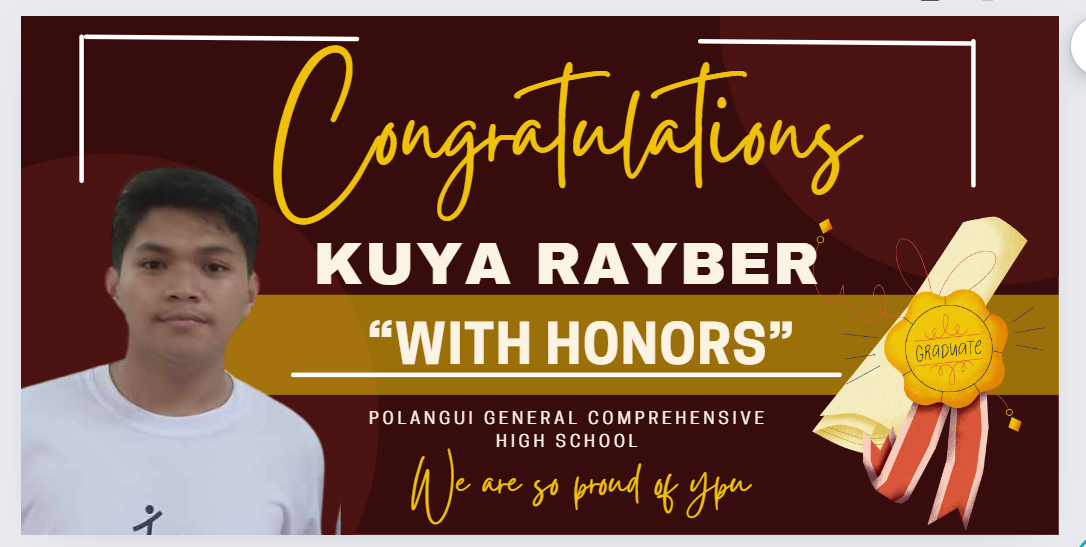 Congratulations
KUYA RAYBER
“WITH HONORS”
GRADUATE
POLANGUI GENERAL COMPREHENSIVE
HIGH SCHOOL
We are so proud of ypu